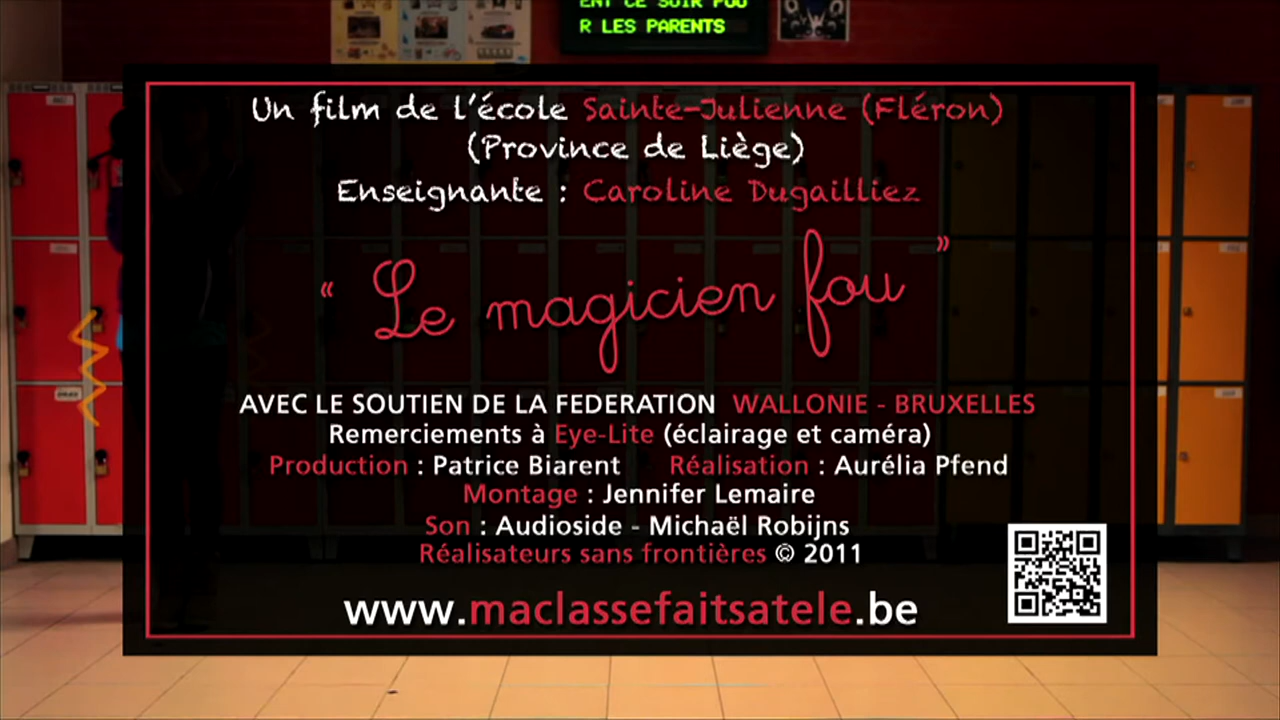 ENT CE SOIR POU
R LES PARENTS
Un film de l'école Sainte-Julienne (Fléron)
(Province de Liège)
Enseignante : Caroline Dugailliez
“ Le magicien fou ”
AVEC LE SOUTIEN DE LA FEDERATION WALLONIE - BRUXELLES
Remerciements à Eye-Lite (éclairage et caméra)
Production : Patrice Biarent Réalisation : Aurélia Pfend
Montage : Jennifer Lemaire
Son : Audioside - Michaël Robijns
Réalisateurs sans frontières © 2011
www.maclassefaitsatele.be